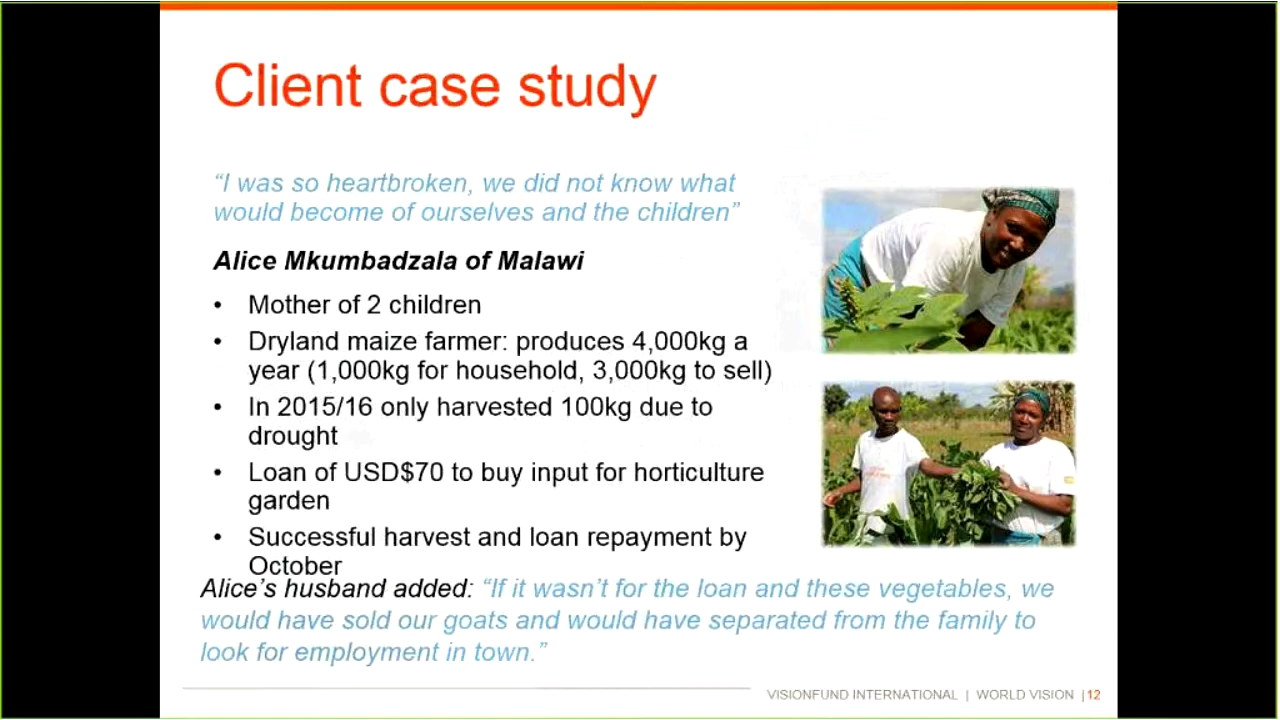 Client case study
“I was so heartbroken, we did not know what
would become of ourselves and the children”
Alice Mkumbadzala of Malawi
• Mother of 2 children
• Dryland maize farmer: produces 4,000kg a
year (1,000kg for household, 3,000kg to sell)
• In 2015/16 only harvested 100kg due to
drought
• Loan of USD$70 to buy input for horticulture
garden
• Successful harvest and loan repayment by
October
Alice’s husband added: “If it wasn’t for the loan and these vegetables, we
would have sold our goats and would have separated from the family to
look for employment in town.”
VISIONFUND INTERNATIONAL | WORLD VISION |12